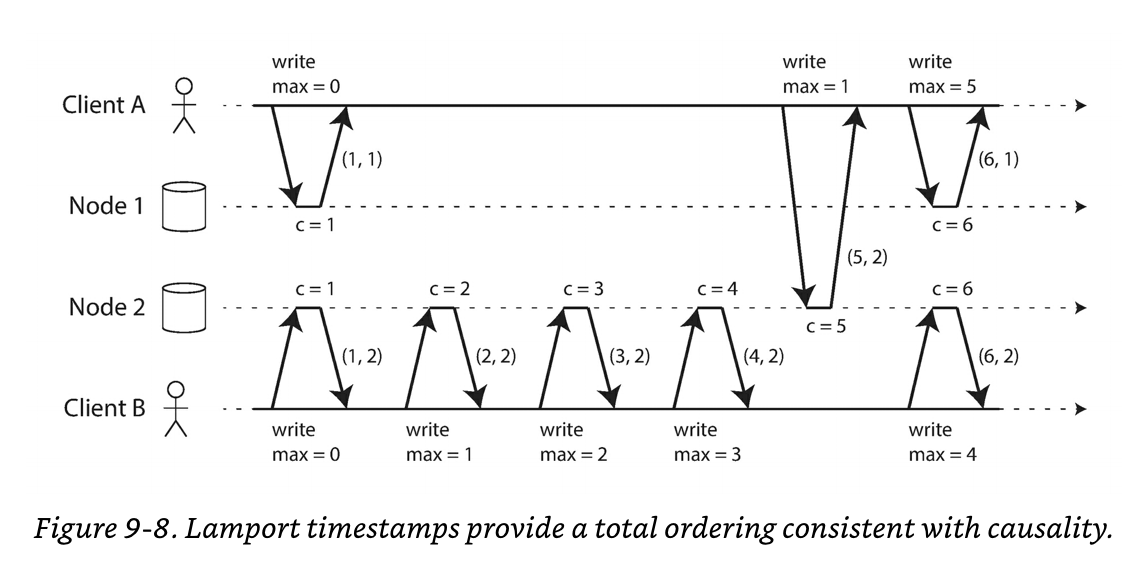 write
max = 0
write
max = 1
write
max = 5
Client A
(1, 1)
(6, 1)
Node 1
c = 1
c = 6
(5, 2)
c = 1
c = 2
c = 3
c = 4
c = 6
Node 2
c = 5
(1, 2)
(2, 2)
(3, 2)
(4, 2)
(6, 2)
Client B
write
max = 0
write
max = 1
write
max = 2
write
max = 3
write
max = 4
Figure 9-8. Lamport timestamps provide a total ordering consistent with causality.